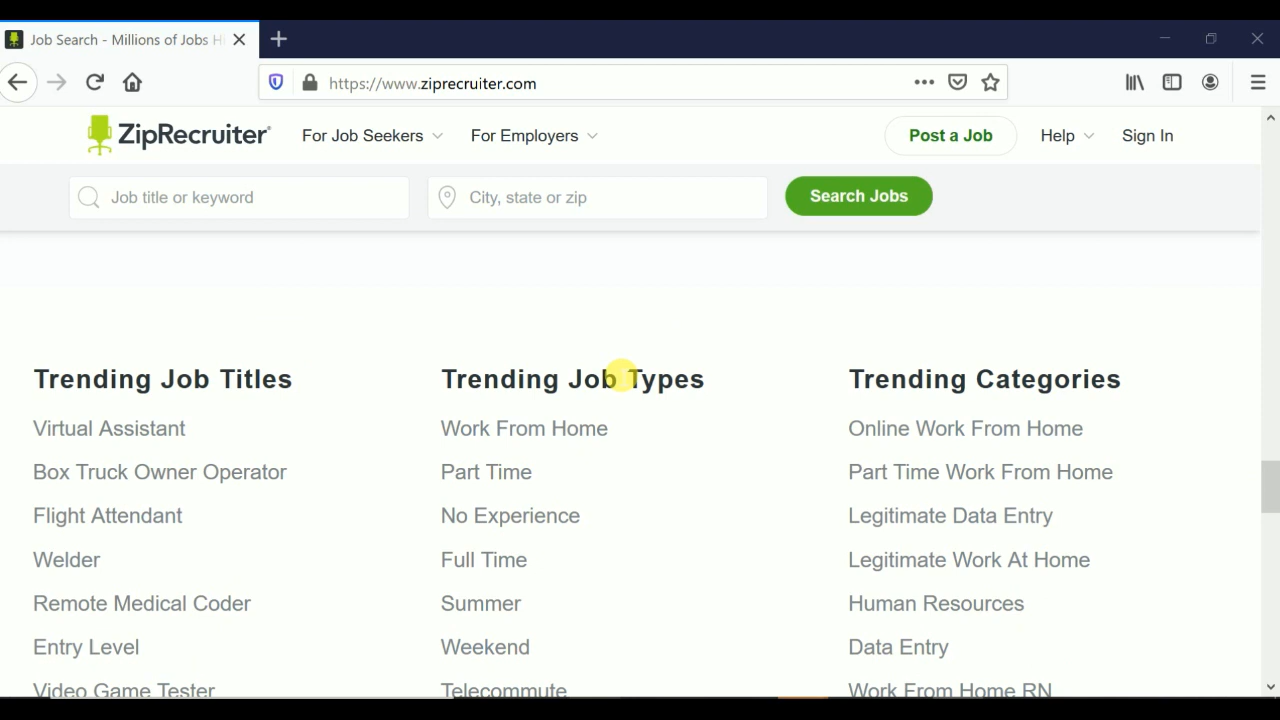 Job Search - Millions of Jobs H
https://www.ziprecruiter.com
ZipRecruiter
For Job Seekers
For Employers
Post a Job
Help
Sign In
Job title or keyword
City, state or zip
Search Jobs
Trending Job Titles
Virtual Assistant
Box Truck Owner Operator
Flight Attendant
Welder
Remote Medical Coder
Entry Level
Video Game Tester
Trending Job Types
Work From Home
Part Time
No Experience
Full Time
Summer
Weekend
Telecommute
Trending Categories
Online Work From Home
Part Time Work From Home
Legitimate Data Entry
Legitimate Work At Home
Human Resources
Data Entry
Work From Home RN